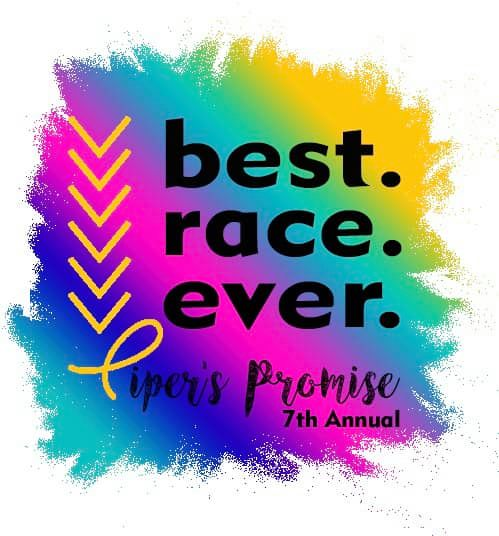 best.
race.
ever.
Piper's Promise
7th Annual